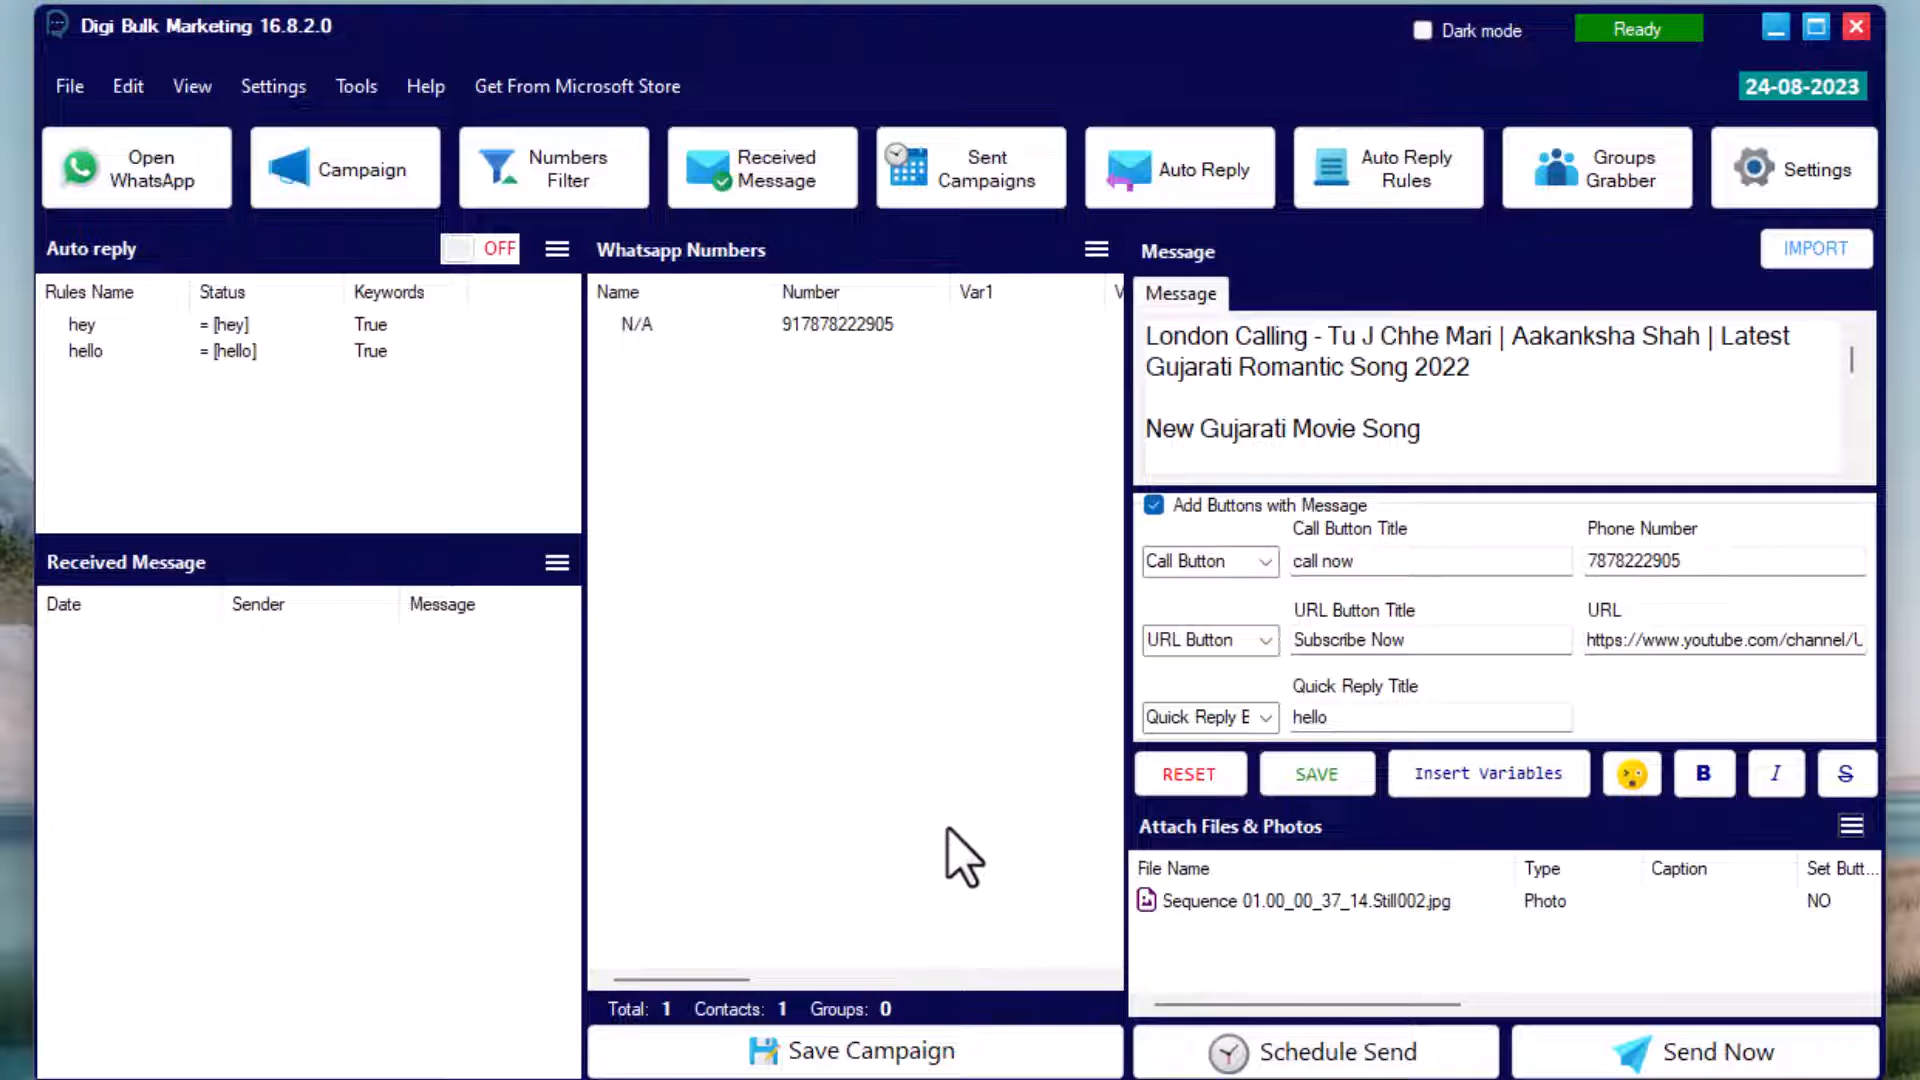 Digi Bulk Marketing 16.8.2.0
Dark mode
Ready
File Edit View Settings Tools Help Get From Microsoft Store
24-08-2023
Open WhatsApp
Campaign
Numbers Filter
Received Message
Sent Campaigns
Auto Reply
Auto Reply Rules
Groups Grabber
Settings
Auto reply
OFF
Rules Name Status Keywords
hey = [hey] True
hello = [hello] True
Received Message
Date Sender Message
Whatsapp Numbers
Name Number Var1 V
N/A 917878222905
Total: 1 Contacts: 1 Groups: 0
Save Campaign
Message
IMPORT
Message
London Calling - Tu J Chhe Mari | Aakanksha Shah | Latest
Gujarati Romantic Song 2022
New Gujarati Movie Song
Add Buttons with Message
Call Button Title Phone Number
Call Button call now 7878222905
URL Button Title URL
URL Button Subscribe Now https://www.youtube.com/channel/U
Quick Reply Title
Quick Reply E hello
RESET SAVE Insert Variables B I S
Attach Files & Photos
File Name Type Caption Set Butt...
Sequence 01.00_00_37_14.Still002.jpg Photo NO
Schedule Send
Send Now